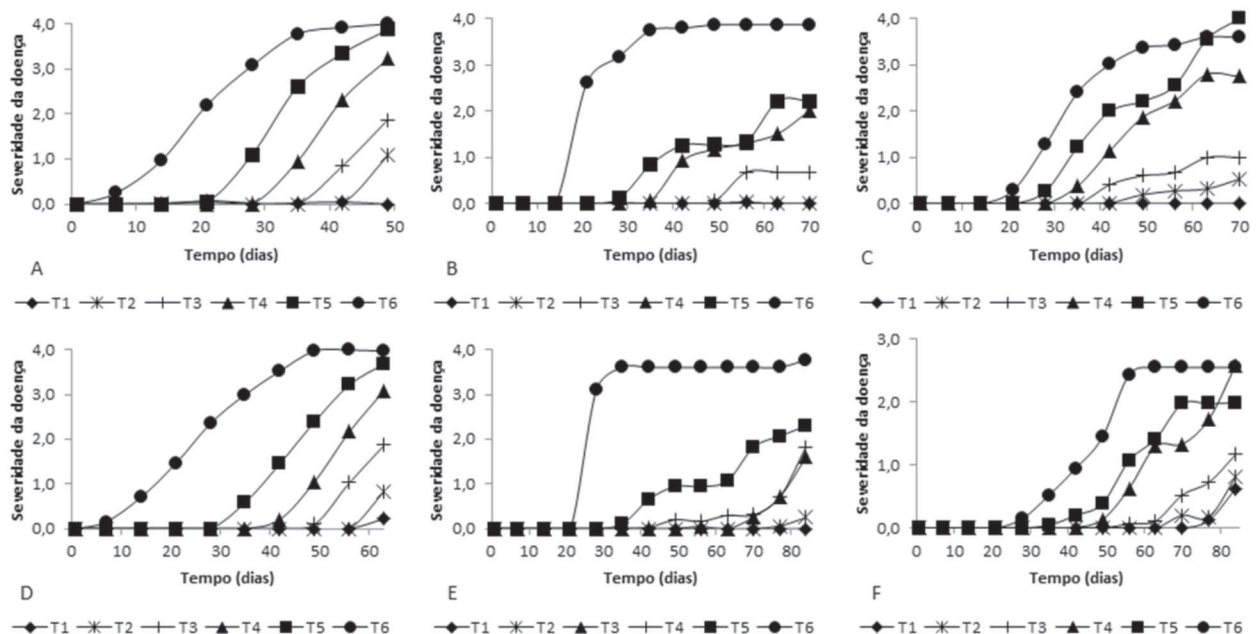 Severidade da doença
4,0
3,0
2,0
1,0
0,0
0 10 20 30 40 50
Tempo (dias)
A
T1 T2 T3 T4 T5 T6
Severidade da doença
4,0
3,0
2,0
1,0
0,0
0 10 20 30 40 50 60 70
Tempo (dias)
B
T1 T2 T3 T4 T5 T6
Severidade da doença
4,0
3,0
2,0
1,0
0,0
0 10 20 30 40 50 60 70
Tempo (dias)
C
T1 T2 T3 T4 T5 T6
Severidade da doença
4,0
3,0
2,0
1,0
0,0
0 10 20 30 40 50 60
Tempo (dias)
D
T1 T2 T3 T4 T5 T6
Severidade da doença
4,0
3,0
2,0
1,0
0,0
0 10 20 30 40 50 60 70 80
Tempo (dias)
E
T1 T2 T3 T4 T5 T6
Severidade da doença
3,0
2,0
1,0
0,0
0 10 20 30 40 50 60 70 80
Tempo (dias)
F
T1 T2 T3 T4 T5 T6